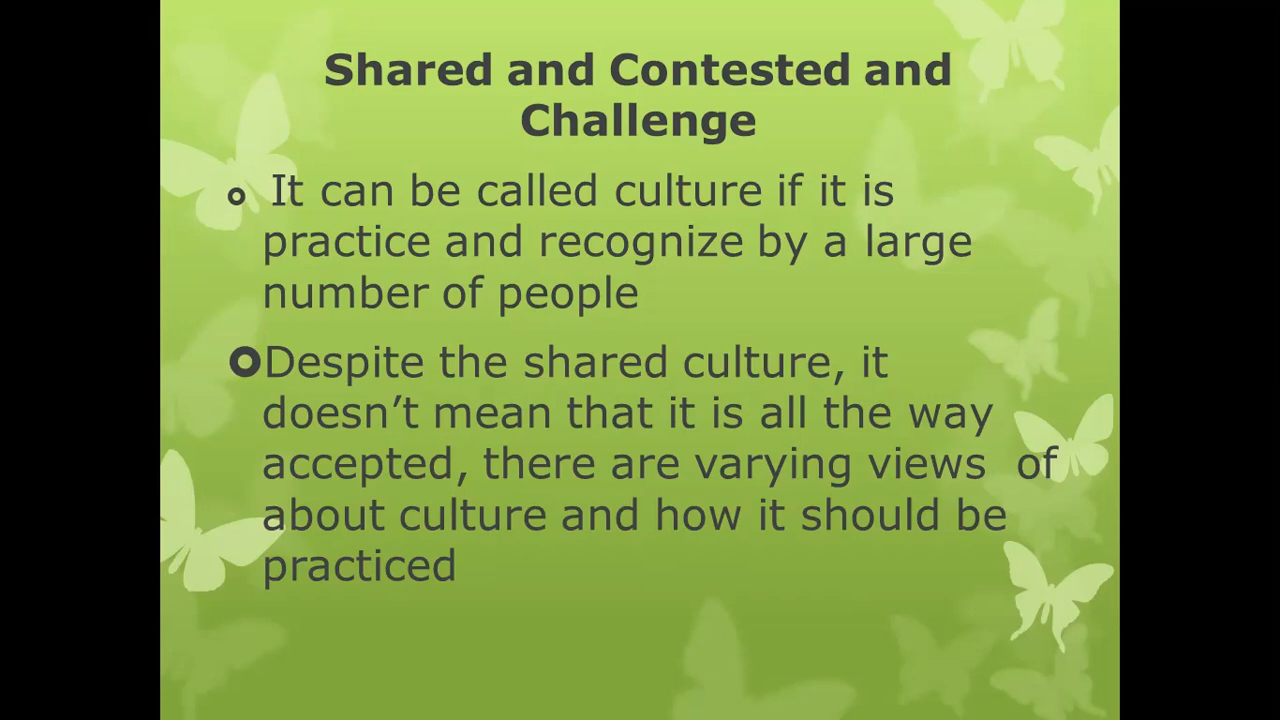 Shared and Contested and
Challenge
It can be called culture if it is
practice and recognize by a large
number of people
Despite the shared culture, it
doesn’t mean that it is all the way
accepted, there are varying views  of
about culture and how it should be
practiced